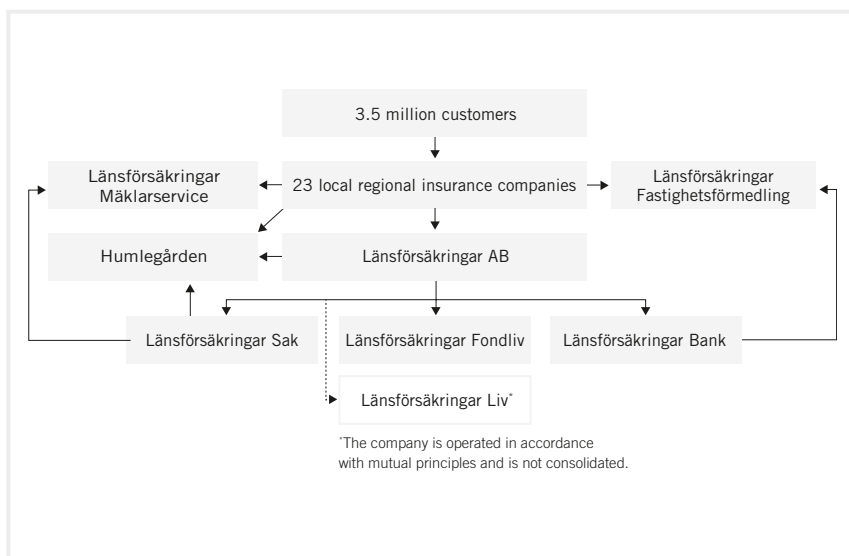 3.5 million customers
Länsförsäkringar
Mäklarservice
23 local regional insurance companies
Länsförsäkringar
Fastighetsförmedling
Humlegården
Länsförsäkringar AB
Länsförsäkringar Sak
Länsförsäkringar Fondliv
Länsförsäkringar Bank
Länsförsäkringar Liv*
*The company is operated in accordance
with mutual principles and is not consolidated.